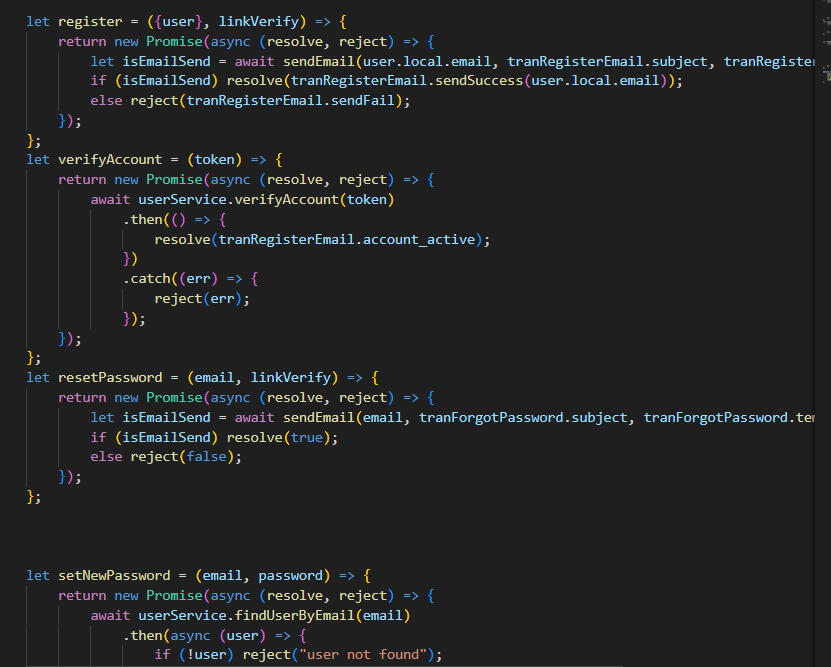 let register = ({user}, linkVerify) => {
return new Promise(async (resolve, reject) => {
let isEmailSend = await sendEmail(user.local.email, tranRegisterEmail.subject, tranRegister
if (isEmailSend) resolve(tranRegisterEmail.sendSuccess(user.local.email));
else reject(tranRegisterEmail.sendFail);
});
};
let verifyAccount = (token) => {
return new Promise(async (resolve, reject) => {
await userService.verifyAccount(token)
.then(() => {
resolve(tranRegisterEmail.account_active);
})
.catch((err) => {
reject(err);
});
});
};
let resetPassword = (email, linkVerify) => {
return new Promise(async (resolve, reject) => {
let isEmailSend = await sendEmail(email, tranForgotPassword.subject, tranForgotPassword.te
if (isEmailSend) resolve(true);
else reject(false);
});
};
let setNewPassword = (email, password) => {
return new Promise(async (resolve, reject) => {
await userService.findUserByEmail(email)
.then(async (user) => {
if (!user) reject("user not found");